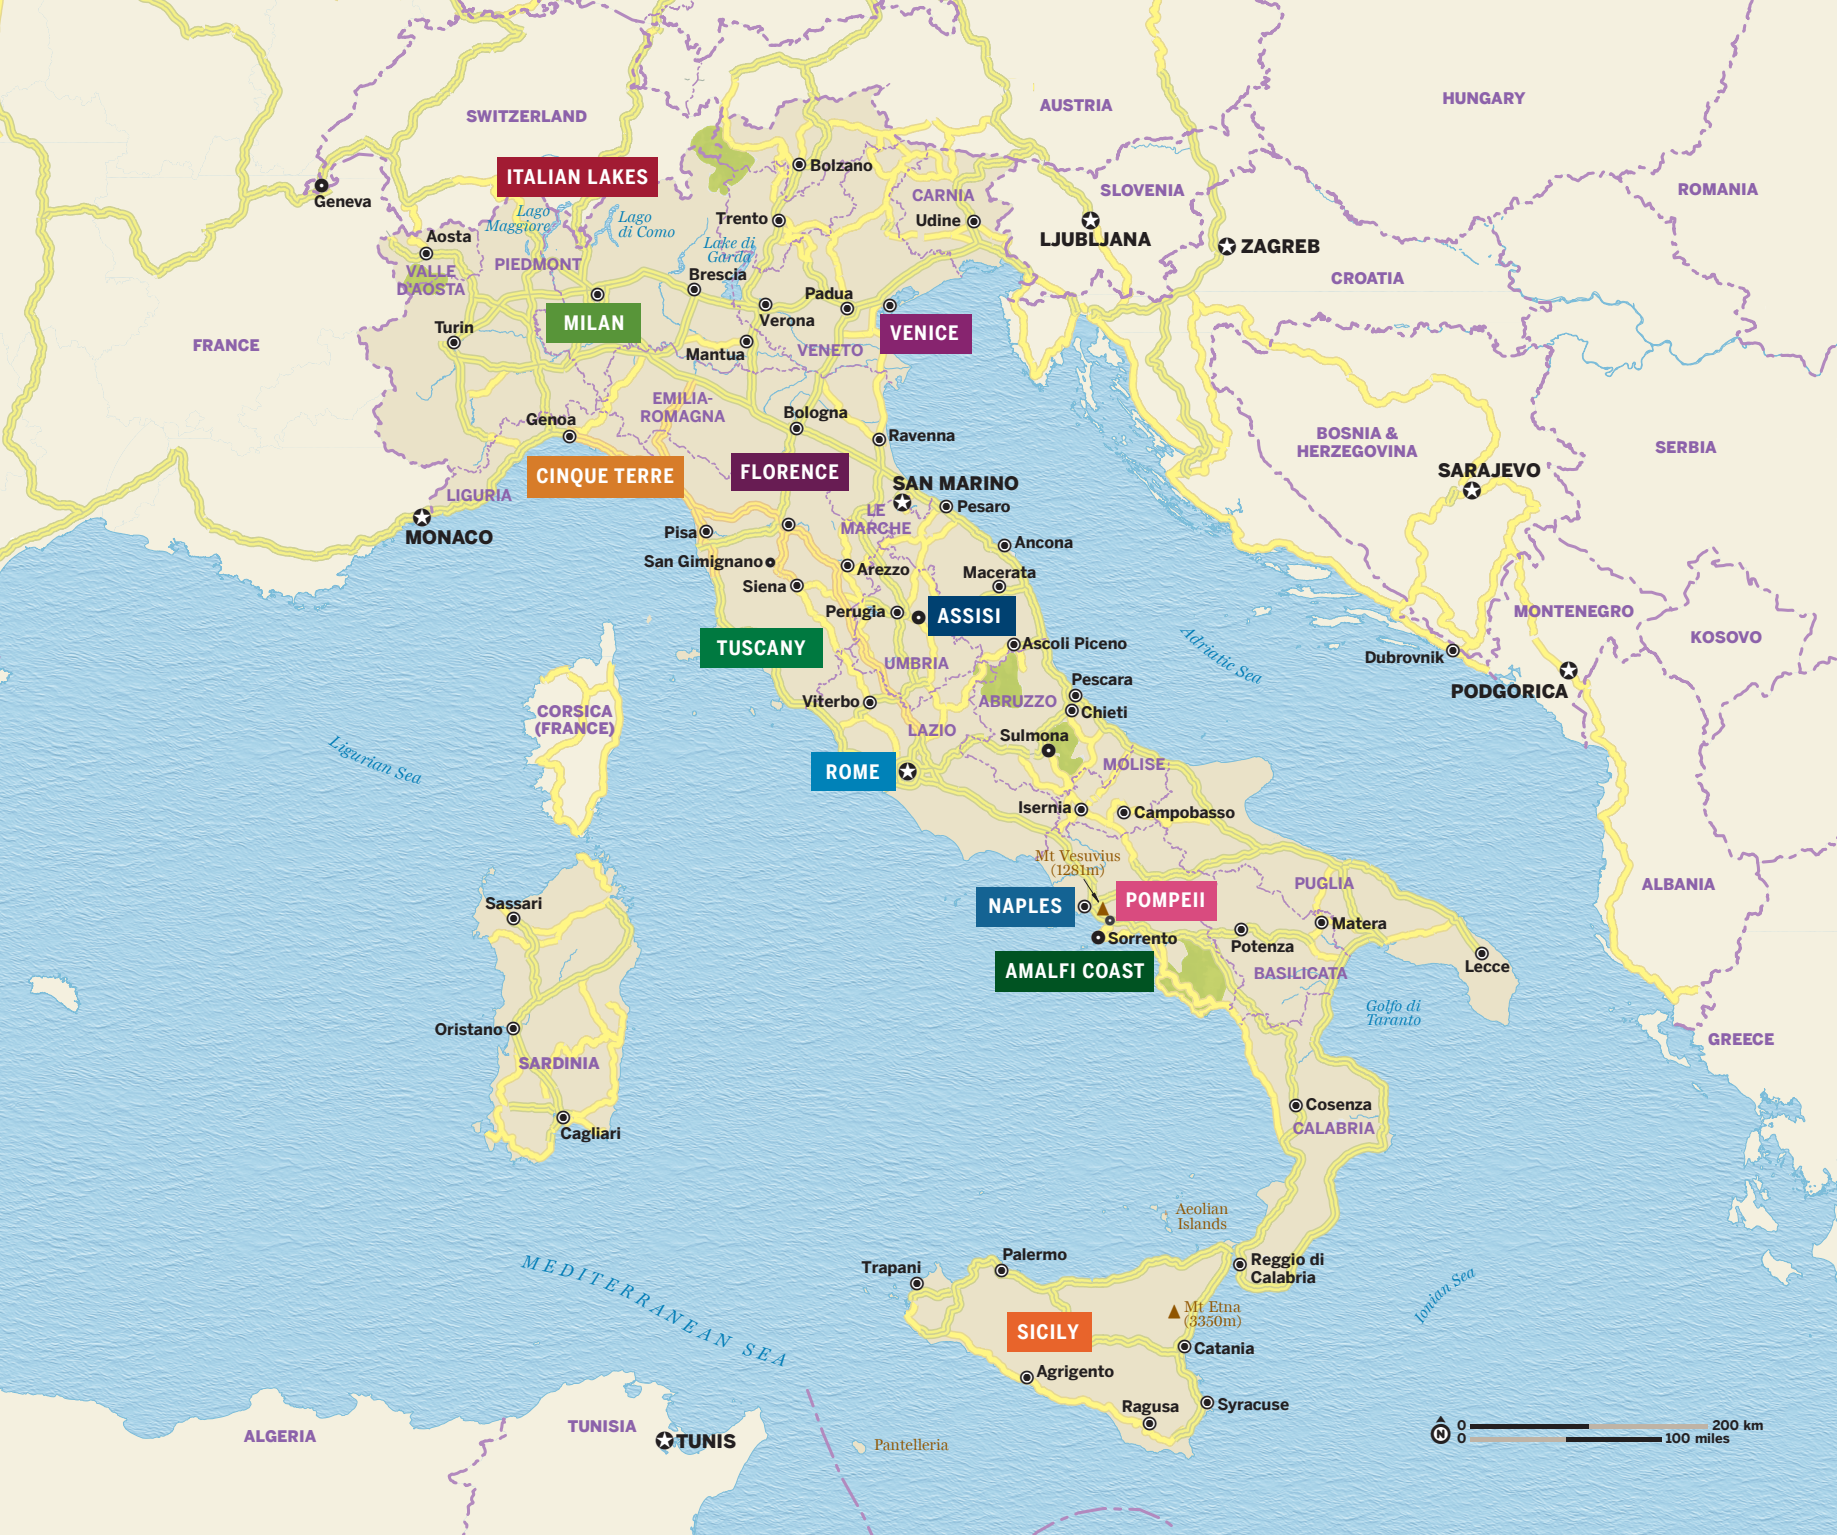 AUSTRIA
HUNGARY
SWITZERLAND
ITALIAN LAKES
Bolzano
Geneva
CARNIA
SLOVENIA
ROMANIA
Lago
Maggiore
Lago
di Como
Trento
Udine
LJUBLJANA
ZAGREB
Aosta
VALLE
D'AOSTA
PIEDMONT
Lake di
Garda
Brescia
CROATIA
Padua
MILAN
Verona
VENICE
Turin
FRANCE
Mantua
VENETO
EMILIA-
ROMAGNA
Genoa
Bologna
Ravenna
BOSNIA &
HERZEGOVINA
SERBIA
CINQUE TERRE
FLORENCE
SARAJEVO
LIGURIA
SAN MARINO
LE
MARCHE
Pesaro
MONACO
Pisa
Ancona
San Gimignano
Arezzo
Macerata
Siena
Perugia
ASSISI
MONTENEGRO
KOSOVO
TUSCANY
Ascoli Piceno
Adriatic Sea
Dubrovnik
UMBRIA
PODGORICA
Pescara
Viterbo
ABRUZZO
Chieti
CORSICA
(FRANCE)
LAZIO
Sulmona
Ligurian Sea
ROME
MOLISE
Isernia
Campobasso
Mt Vesuvius
(1281m)
PUGLIA
ALBANIA
NAPLES
POMPEII
Sassari
Matera
Sorrento
Potenza
Lecce
AMALFI COAST
BASILICATA
Golfo di
Taranto
Oristano
GREECE
SARDINIA
Cosenza
CALABRIA
Cagliari
Aeolian
Islands
MEDITERRANEAN SEA
Trapani
Palermo
Reggio di
Calabria
Ionian Sea
Mt Etna
(3350m)
SICILY
Catania
Agrigento
Ragusa
Syracuse
ALGERIA
TUNISIA
TUNIS
Pantelleria
N
0 200 km
0 100 miles